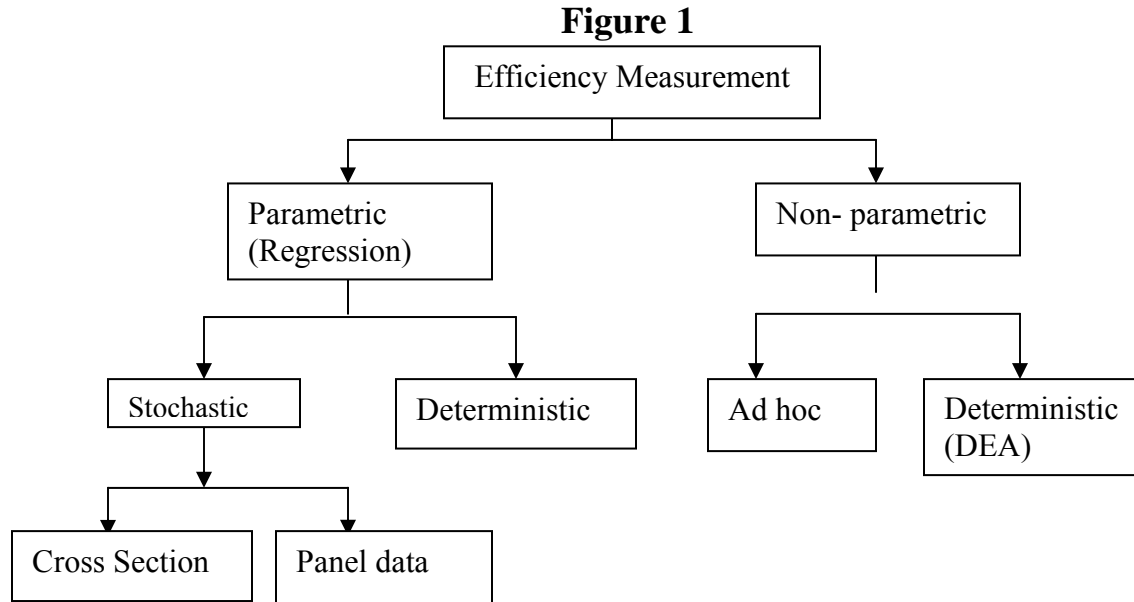 Figure 1
Efficiency Measurement
Parametric
(Regression)
Non- parametric
Stochastic
Deterministic
Ad hoc
Deterministic
(DEA)
Cross Section
Panel data